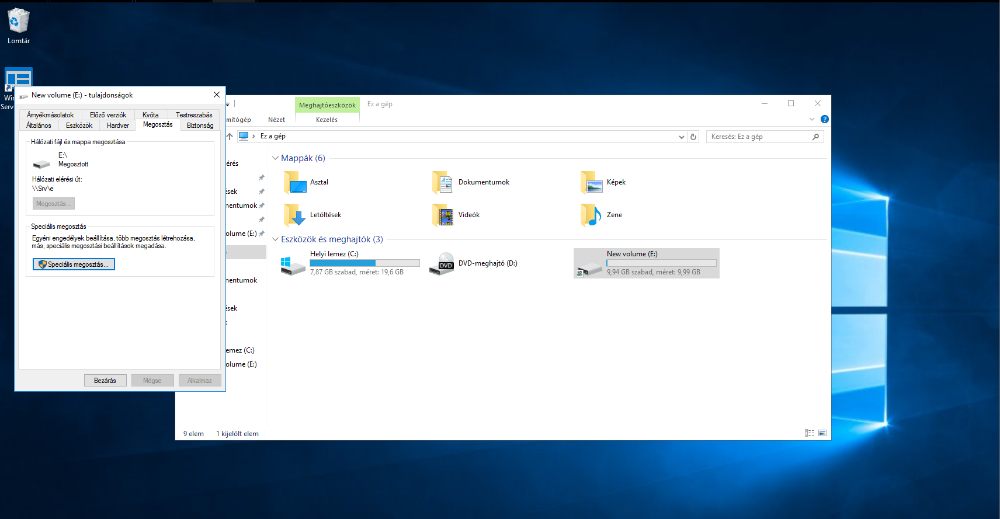 Lomtár
Win
Serv
New volume (E:) - tulajdonságok
Árnyékmásolatok
Előző verziók
Kvóta
Testreszabás
Általános
Eszközök
Hardver
Megosztás
Biztonság
Hálózati fájl és mappa megosztása
E:\
Megosztott
Hálózati elérési út:
\\Srv\e
Megosztás...
Speciális megosztás
Egyéni engedélyek beállítása, több megosztás létrehozása,
más, speciális megosztási beállítások megadása.
Speciális megosztás...
Bezárás
Mégse
Alkalmaz
Meghajtóeszközök
Ez a gép
mítógép
Nézet
Kezelés
Ez a gép
Keresés: Ez a gép
érés
ések
nentumok
olume (E:)
nentumok
ések
emez (C:)
olume (E:)
Mappák (6)
Asztal
Dokumentumok
Képek
Letöltések
Videók
Zene
Eszközök és meghajtók (3)
Helyi lemez (C:)
7,87 GB szabad, méret: 19,6 GB
DVD
DVD-meghajtó (D:)
New volume (E:)
9,94 GB szabad, méret: 9,99 GB
9 elem
1 kijelölt elem